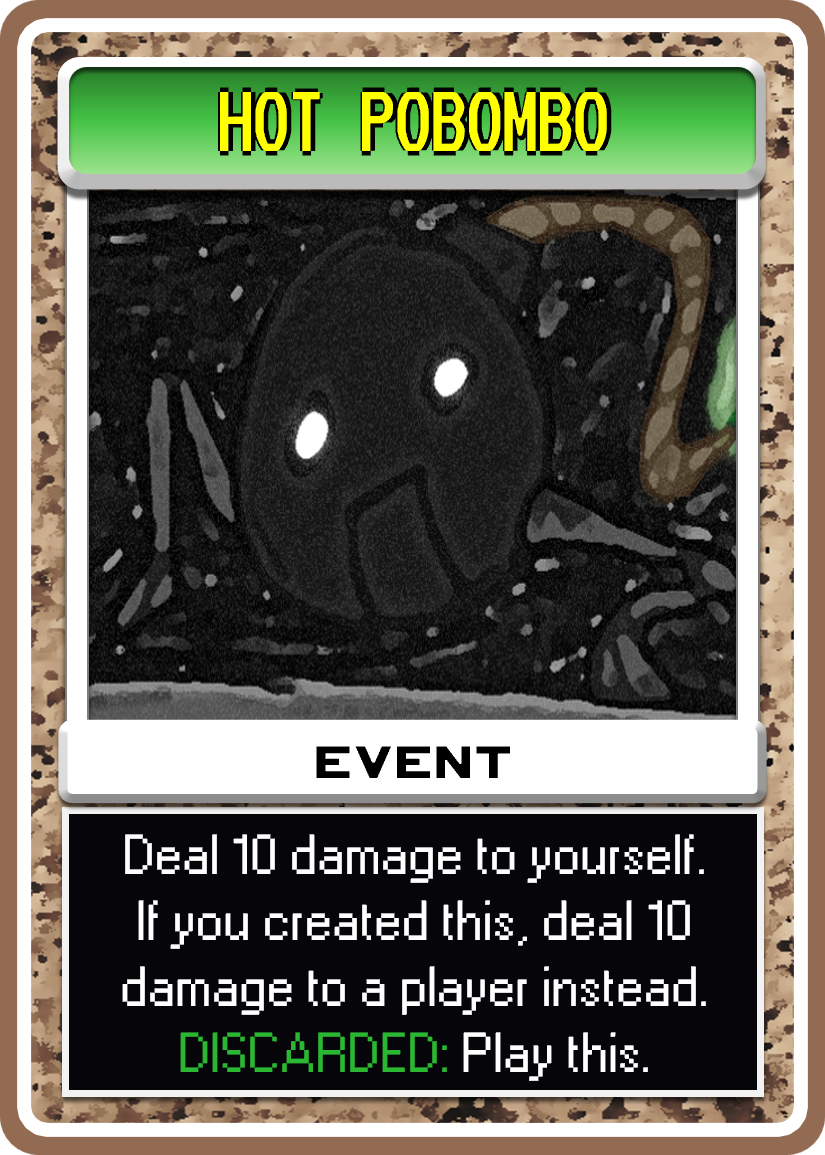 HOT POBOMBO
EVENT
Deal 10 damage to yourself.
If you created this, deal 10
damage to a player instead.
DISCARDED: Play this.